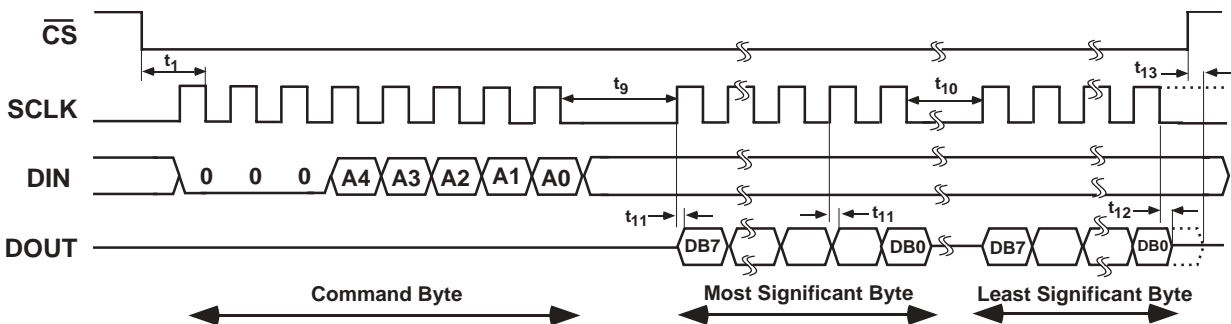 CS
t1
t13
SCLK
t9
t10
DIN
0 0 0 A4 A3 A2 A1 A0
t11
t11
t12
DOUT
DB7
DB0
DB7
DB0
Command Byte
Most Significant Byte
Least Significant Byte